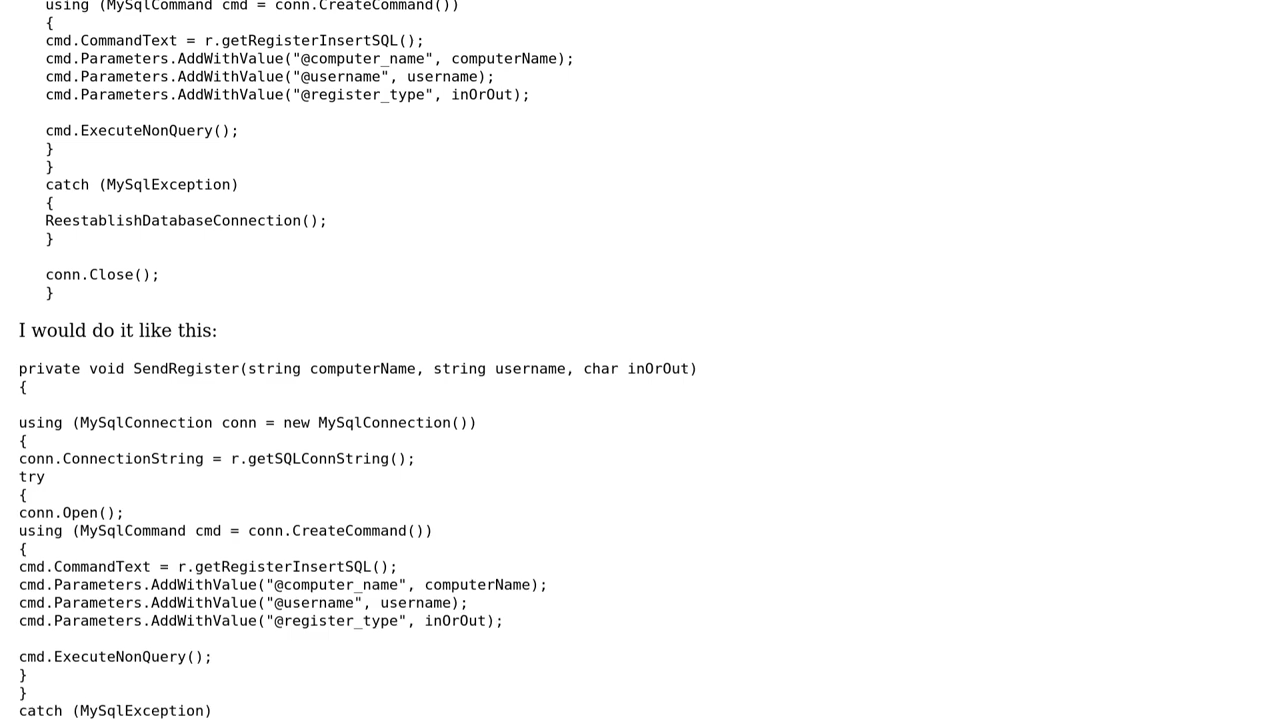 using (MySqlCommand cmd = conn.CreateCommand())
{
cmd.CommandText = r.getRegisterInsertSQL();
cmd.Parameters.AddWithValue("@computer_name", computerName);
cmd.Parameters.AddWithValue("@username", username);
cmd.Parameters.AddWithValue("@register_type", inOrOut);

cmd.ExecuteNonQuery();
}
}
catch (MySqlException)
{
ReestablishDatabaseConnection();
}

conn.Close();
}
I would do it like this:
private void SendRegister(string computerName, string username, char inOrOut)
{

using (MySqlConnection conn = new MySqlConnection())
{
conn.ConnectionString = r.getSQLConnString();
try
{
conn.Open();
using (MySqlCommand cmd = conn.CreateCommand())
{
cmd.CommandText = r.getRegisterInsertSQL();
cmd.Parameters.AddWithValue("@computer_name", computerName);
cmd.Parameters.AddWithValue("@username", username);
cmd.Parameters.AddWithValue("@register_type", inOrOut);

cmd.ExecuteNonQuery();
}
}
catch (MySqlException)